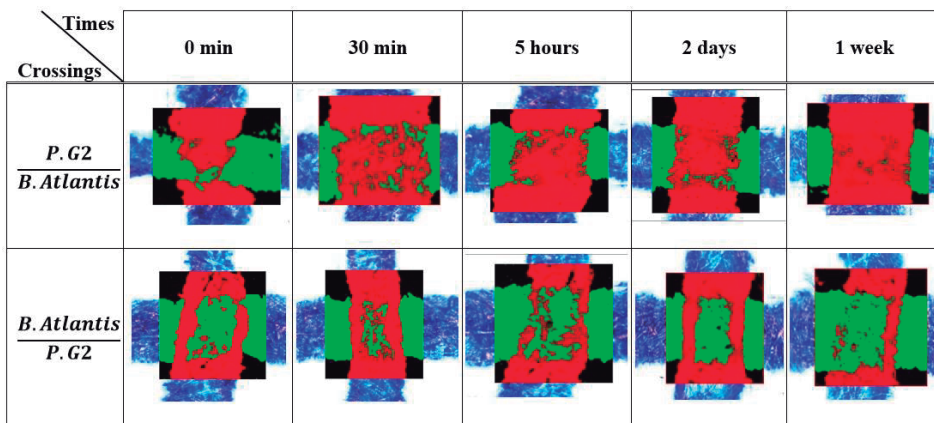 Times
Crossings
0 min
30 min
5 hours
2 days
1 week
P.G2
B.Atlantis
B.Atlantis
P.G2